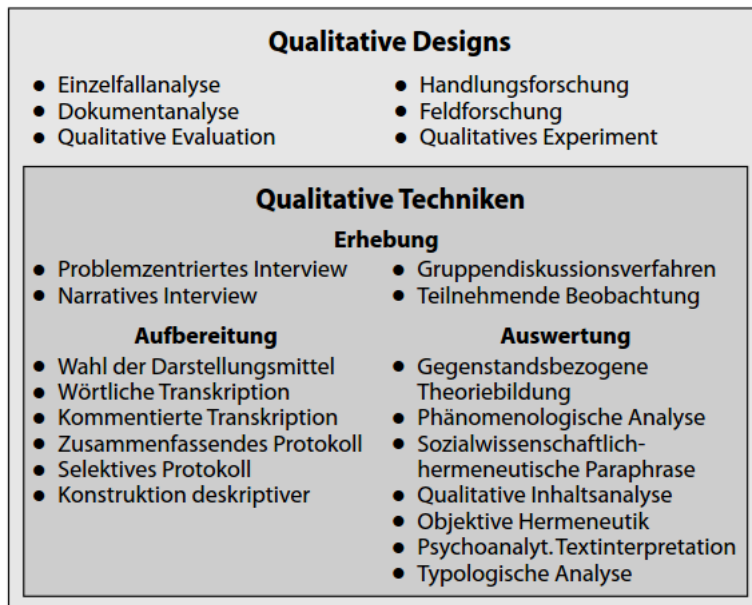 Qualitative Designs
● Einzelfallanalyse
● Dokumentanalyse
● Qualitative Evaluation
● Handlungsforschung
● Feldforschung
● Qualitatives Experiment
Qualitative Techniken
Erhebung
● Problemzentriertes Interview
● Narratives Interview
● Gruppendiskussionsverfahren
● Teilnehmende Beobachtung
Aufbereitung
● Wahl der Darstellungsmittel
● Wörtliche Transkription
● Kommentierte Transkription
● Zusammenfassendes Protokoll
● Selektives Protokoll
● Konstruktion deskriptiver
Auswertung
● Gegenstandsbezogene
Theoriebildung
● Phänomenologische Analyse
● Sozialwissenschaftlich-
hermeneutische Paraphrase
● Qualitative Inhaltsanalyse
● Objektive Hermeneutik
● Psychoanalyt. Textinterpretation
● Typologische Analyse